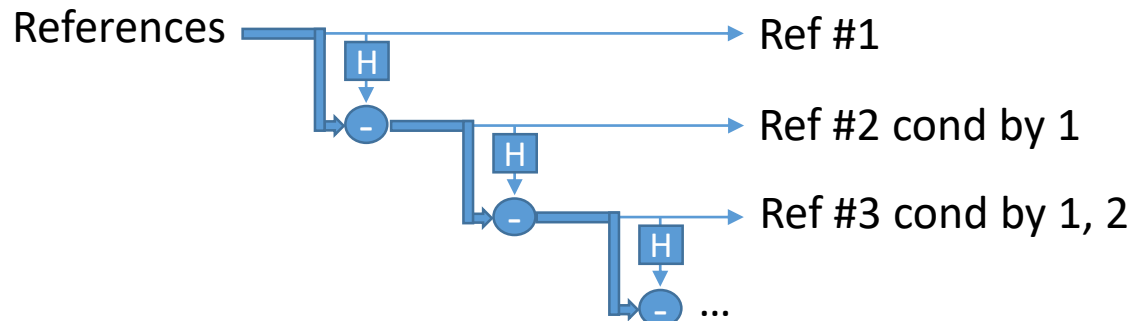 References
Ref #1
H
-
Ref #2 cond by 1
H
-
Ref #3 cond by 1, 2
H
-
...